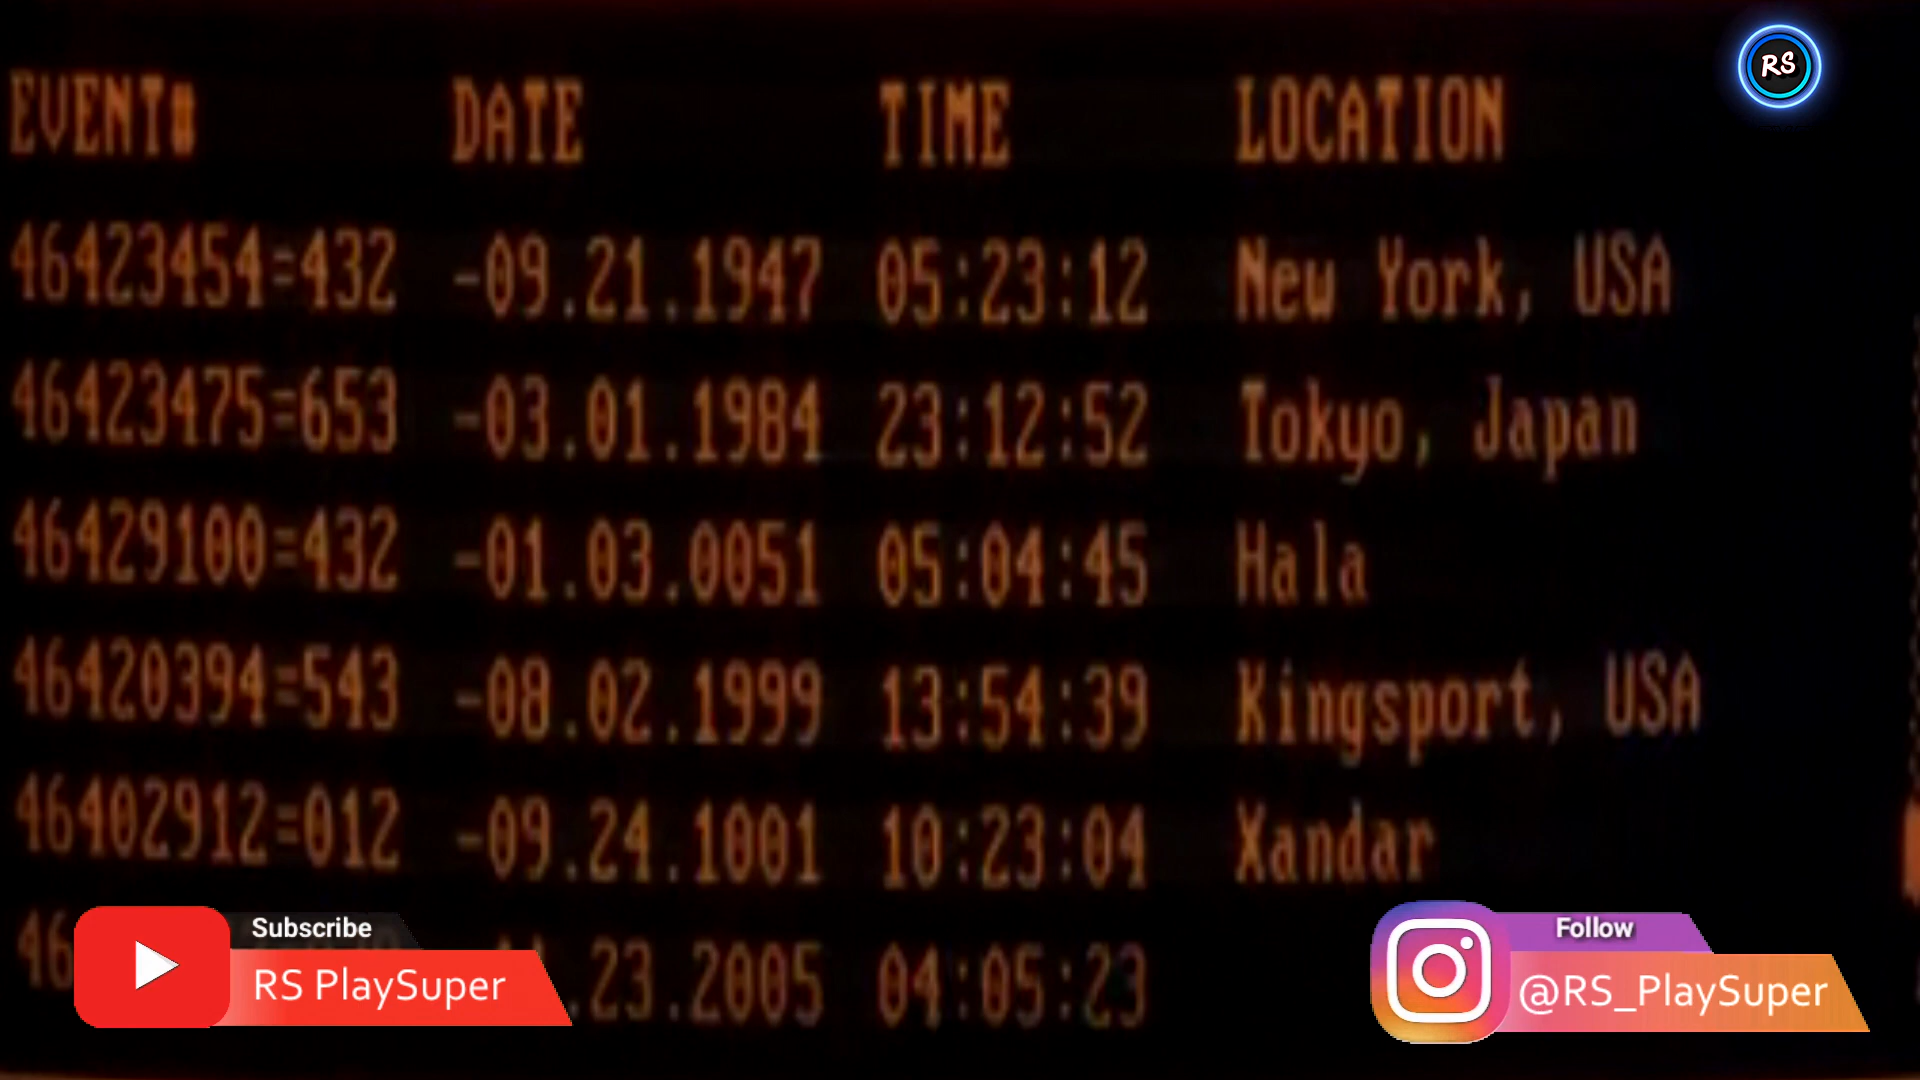 RS
EVENT# DATE TIME LOCATION
46423454=432 -09.21.1947 05:23:12 New York, USA
46423475=653 -03.01.1984 23:12:52 Tokyo, Japan
46429100=432 -01.03.0051 05:04:45 Hala
46420394=543 -08.02.1999 13:54:39 Kingsport, USA
46402912=012 -09.24.1001 10:23:04 Xandar
46 .23.2005 04:05:23
Subscribe
RS PlaySuper
Follow
@RS_PlaySuper